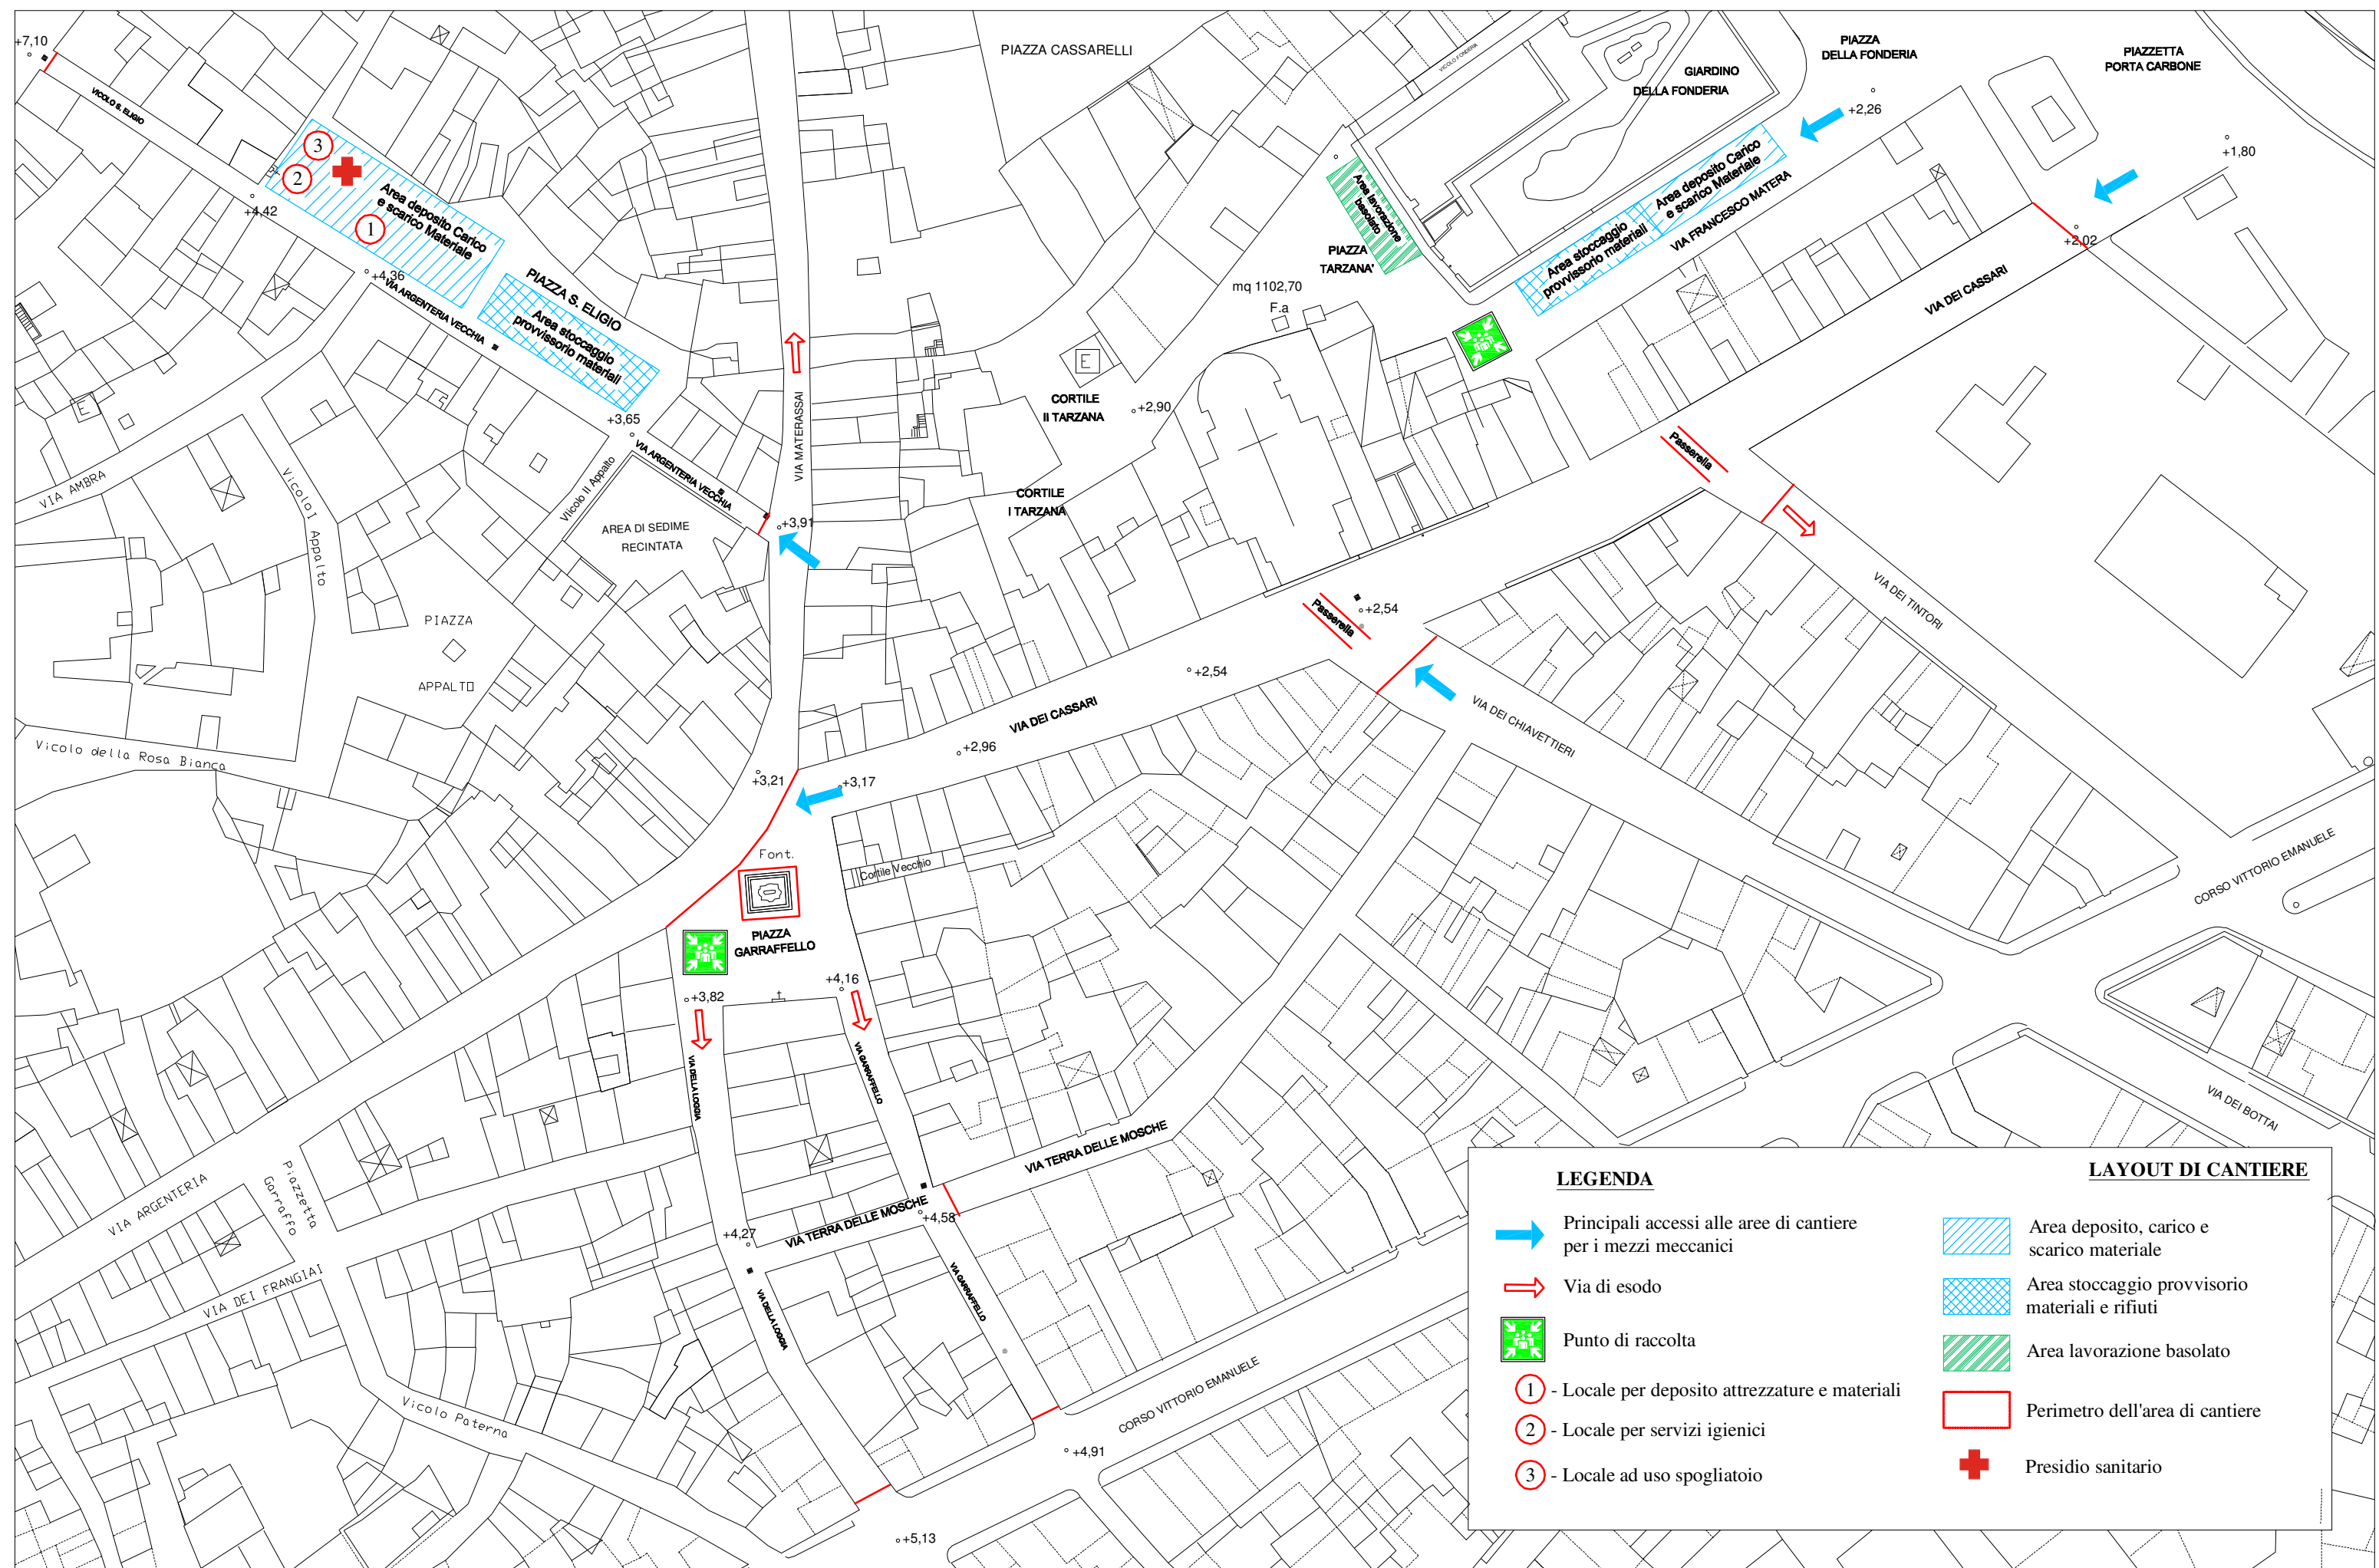 PIAZZA CASSARELLI
VICOLO FONDERIA
GIARDINO
DELLA FONDERIA
PIAZZA
DELLA FONDERIA
PIAZZETTA
PORTA CARBONE
+7,10
VICOLO S. ELIGIO
+2,26
+1,80
+2,02
3
2
1
Area deposito Carico
e scarico Materiale
+4,42
+4,36
VIA ARGENTERIA VECCHIA
PIAZZA S. ELIGIO
Area stoccaggio
provvisorio materiali
+3,65
VIA ARGENTERIA VECCHIA
Area lavorazione
basolato
PIAZZA
TARZANA'
Area deposito Carico
e scarico Materiale
Area stoccaggio
provvisorio materiali
VIA FRANCESCO MATERA
VIA DEI CASSARI
mq 1102,70
F.a
E
E
CORTILE
II TARZANA
+2,90
VIA MATERASSAI
CORTILE
I TARZANA
VIA AMBRA
Vicolo I Appalto
Vlicolo II Appalto
AREA DI SEDIME
RECINTATA
+3,91
Passerella
Passerella
+2,54
+2,54
VIA DEI TINTORI
VIA DEI CHIAVETTIERI
PIAZZA
APPALTO
Vicolo della Rosa Bianca
VIA DEI CASSARI
+2,96
+3,21
+3,17
Font.
Cortile Vecchio
PIAZZA
GARRAFFELLO
+4,16
+3,82
VIA DELLA LOGGIA
VIA GARRAFFELLO
CORSO VITTORIO EMANUELE
VIA DEI BOTTAI
VIA TERRA DELLE MOSCHE
VIA TERRA DELLE MOSCHE
+4,58
+4,27
VIA ARGENTERIA
Piazzetta
Garraffo
VIA DEI FRANGIAI
VIA DELLA LOGGIA
VIA GARRAFFELLO
Vicolo Paterna
CORSO VITTORIO EMANUELE
+4,91
+5,13
LEGENDA
Principali accessi alle aree di cantiere
per i mezzi meccanici
Via di esodo
Punto di raccolta
1 - Locale per deposito attrezzature e materiali
2 - Locale per servizi igienici
3 - Locale ad uso spogliatoio
LAYOUT DI CANTIERE
Area deposito, carico e
scarico materiale
Area stoccaggio provvisorio
materiali e rifiuti
Area lavorazione basolato
Perimetro dell'area di cantiere
Presidio sanitario